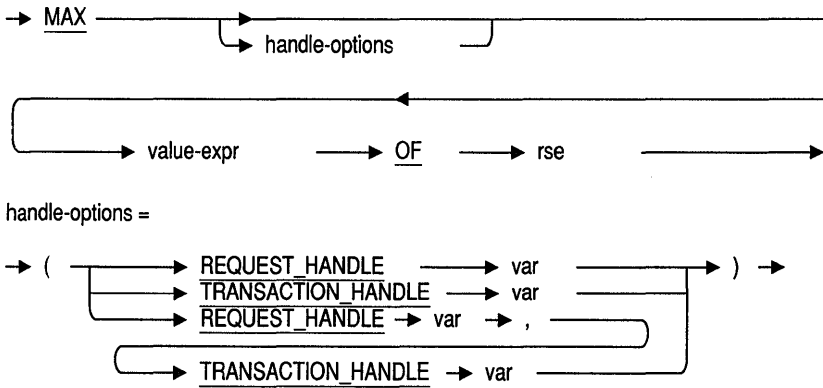 MAX
handle-options
value-expr OF rse
handle-options =
( REQUEST_HANDLE var )
TRANSACTION_HANDLE var
REQUEST_HANDLE var ,
TRANSACTION_HANDLE var